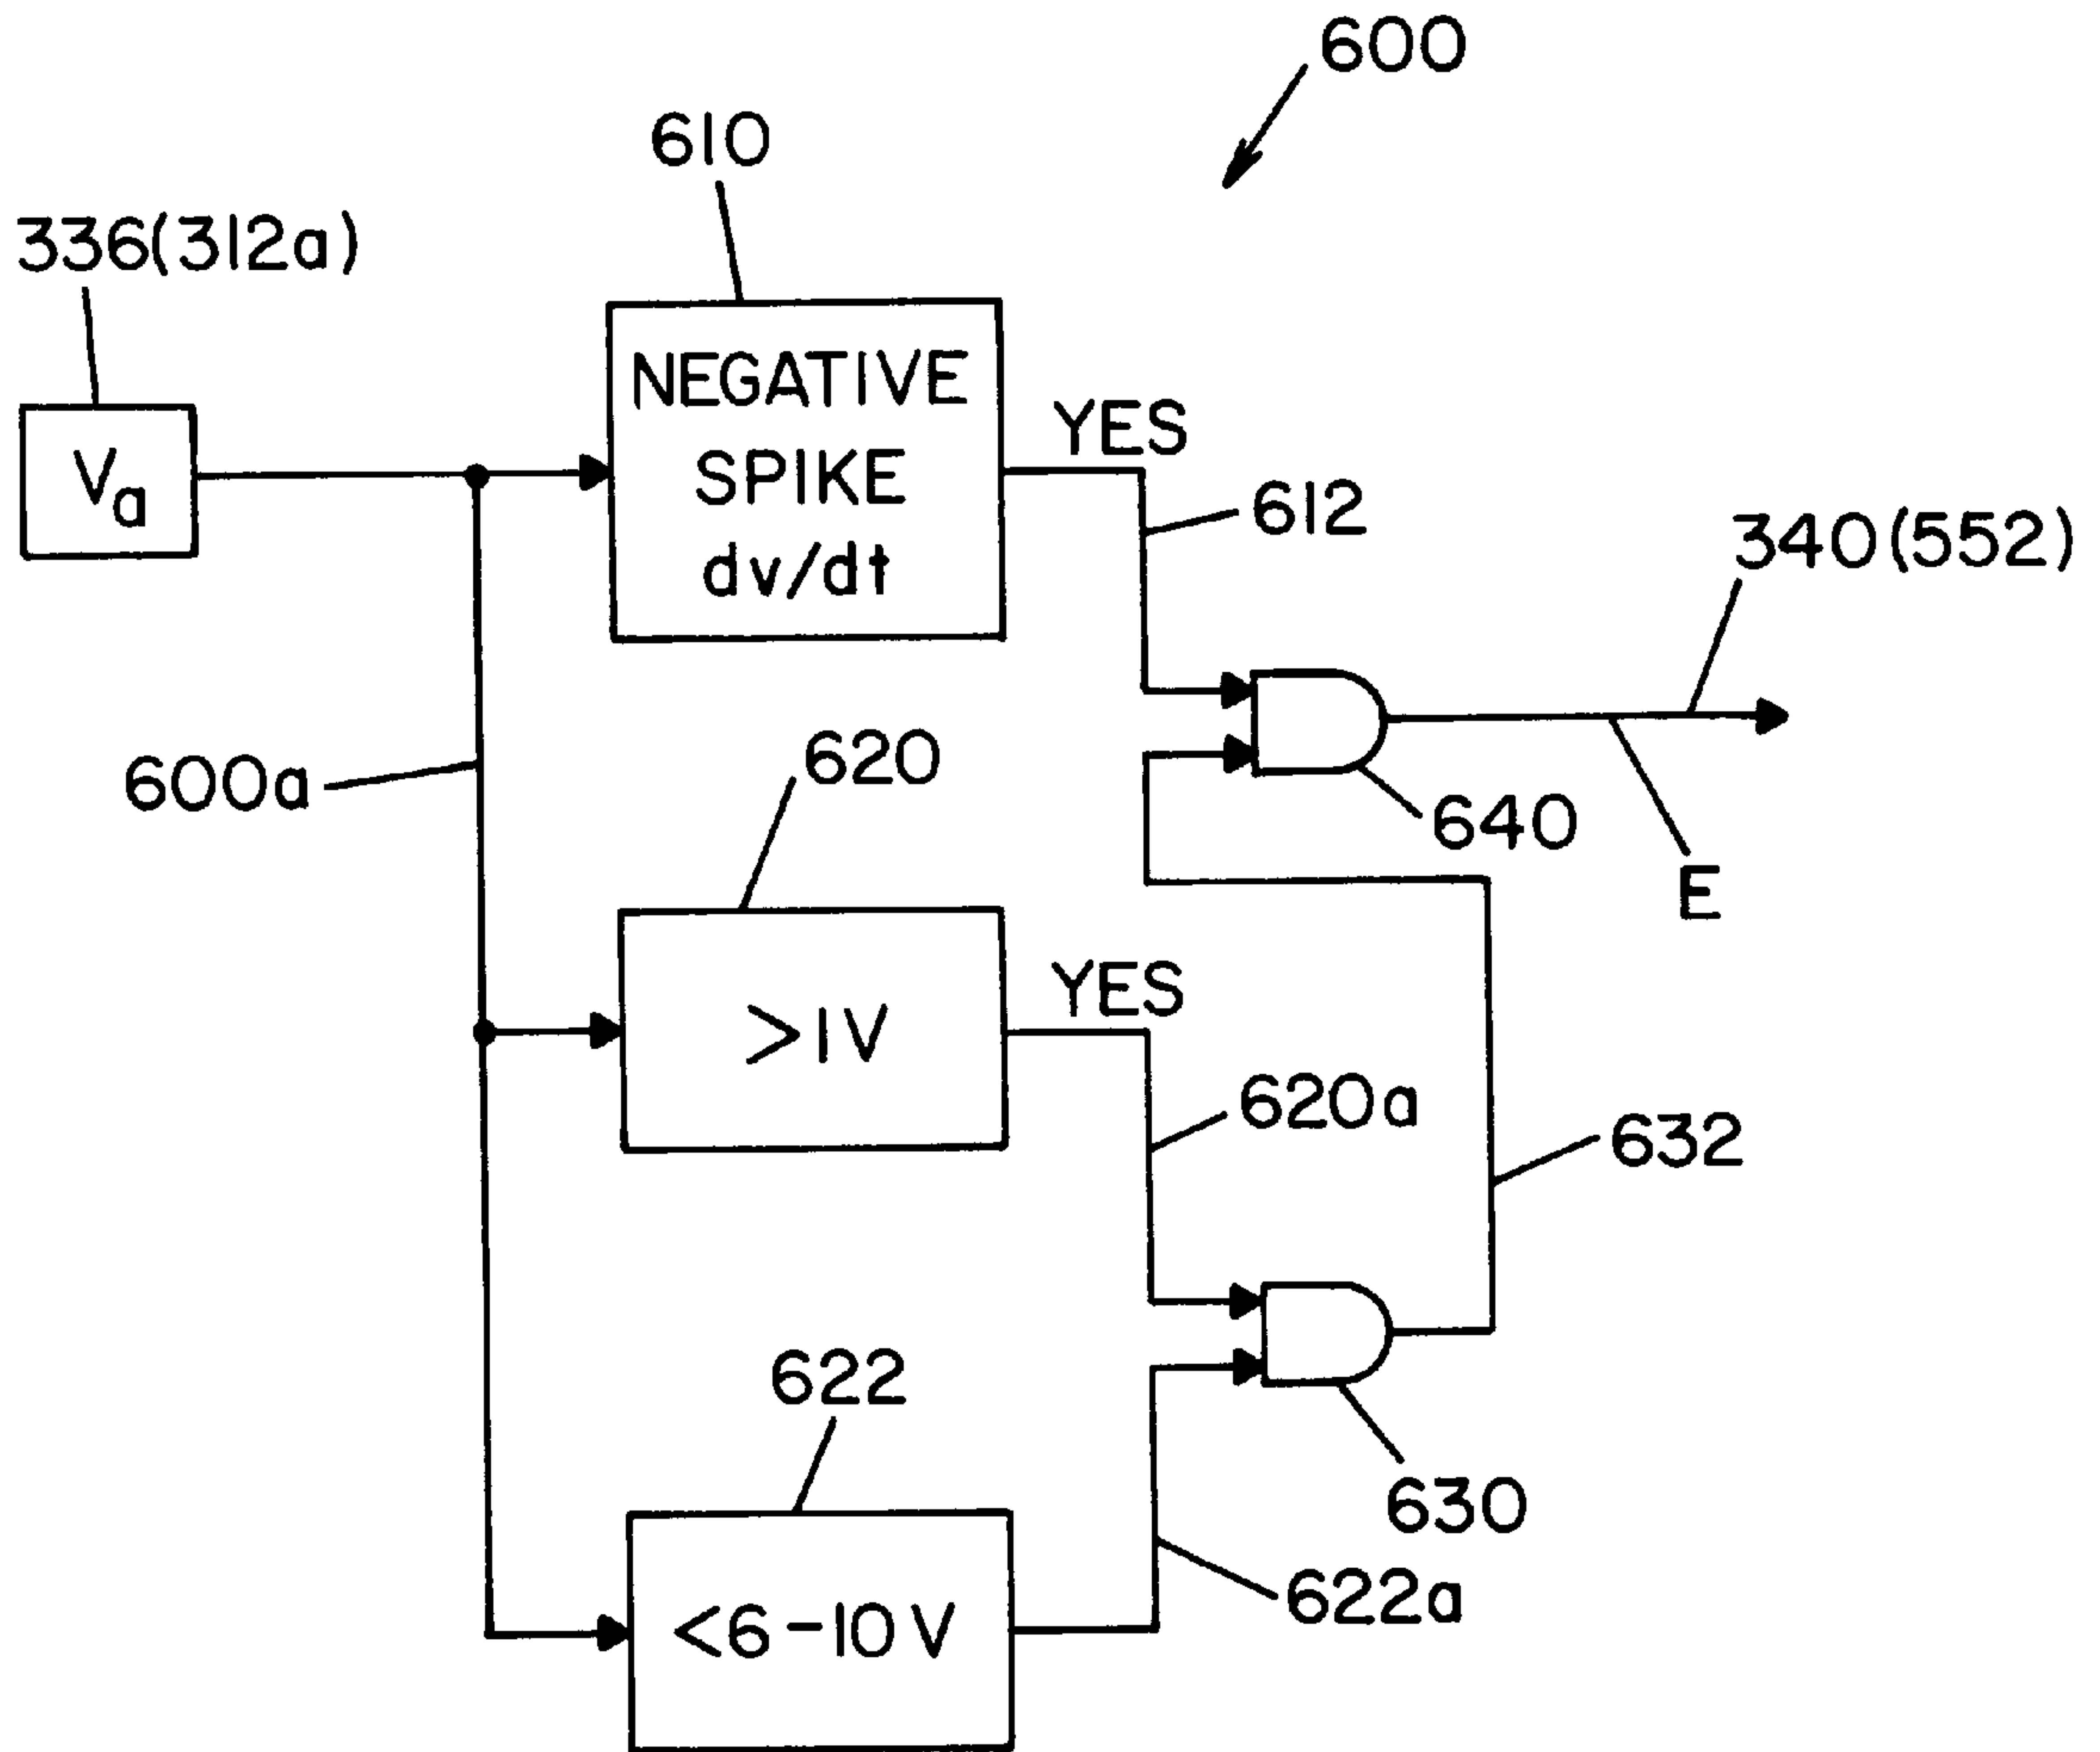 600
610
336(312a)
NEGATIVE
SPIKE
dv/dt
YES
Va
612
340(552)
620
600a
640
E
>1V
YES
620a
632
622
630
<6-10V
622a